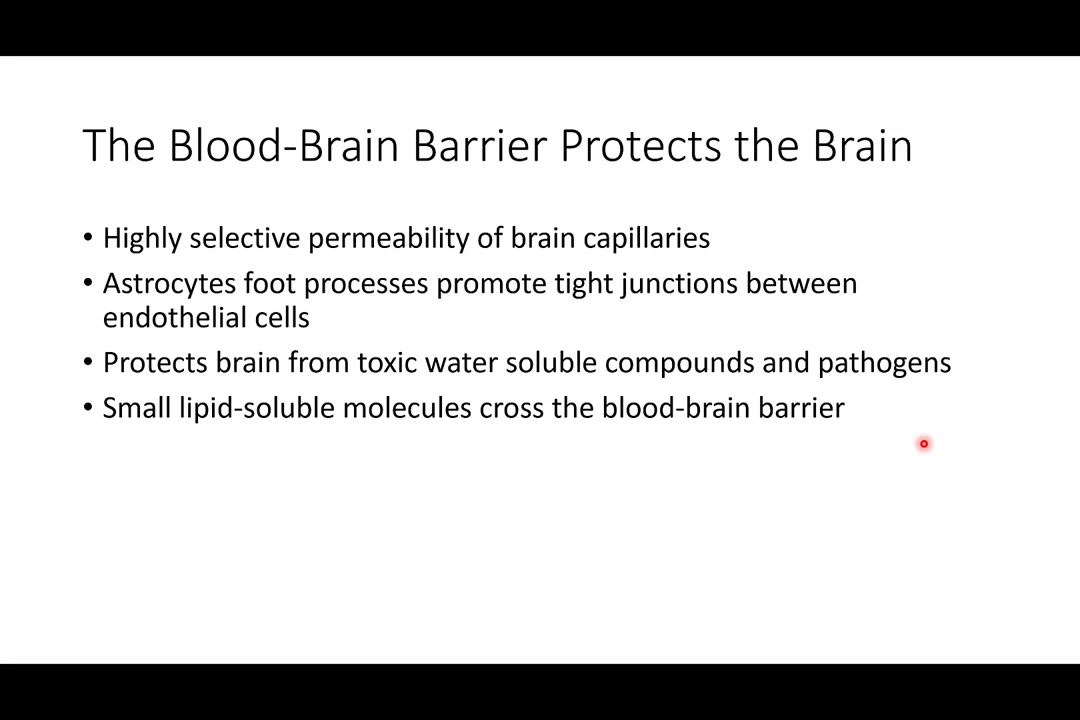 The Blood-Brain Barrier Protects the Brain
• Highly selective permeability of brain capillaries
• Astrocytes foot processes promote tight junctions between
endothelial cells
• Protects brain from toxic water soluble compounds and pathogens
• Small lipid-soluble molecules cross the blood-brain barrier